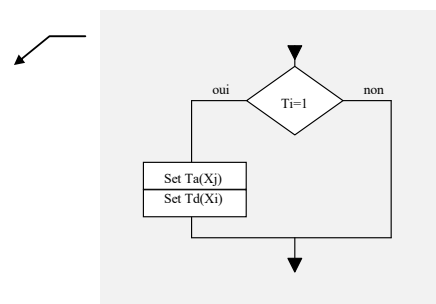 oui
non
Ti=1
Set Ta(Xj)
Set Td(Xi)